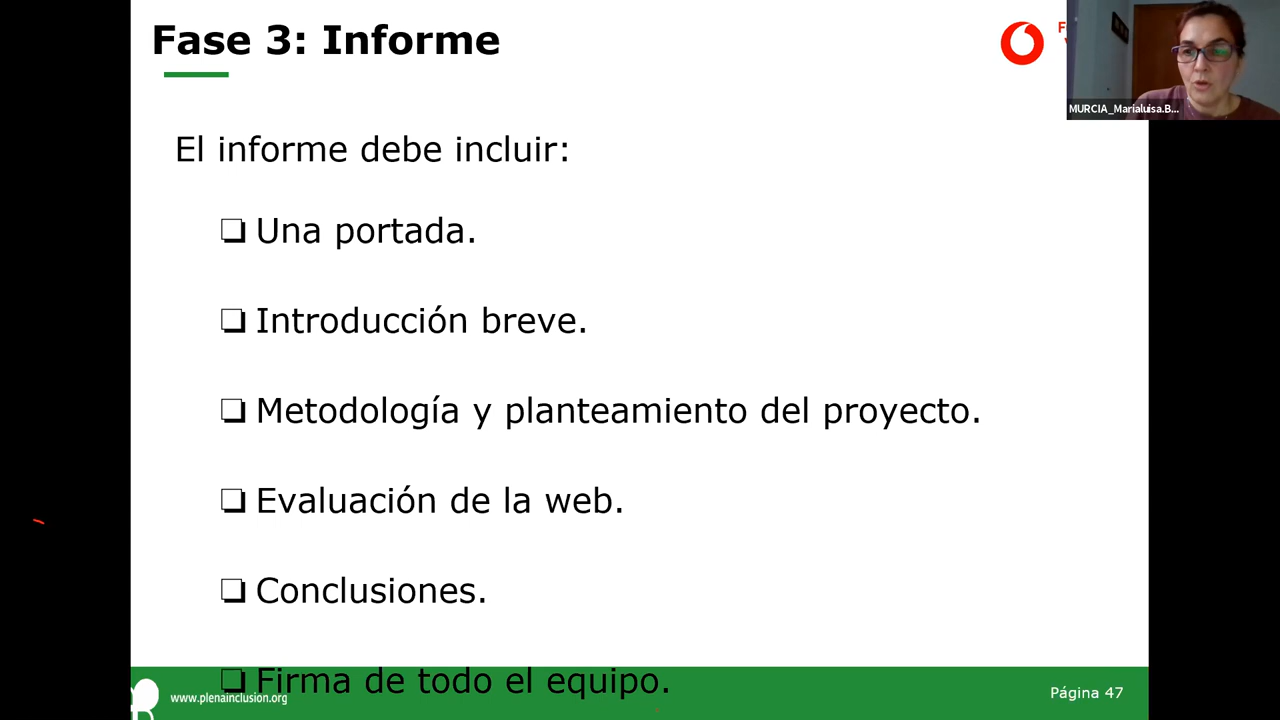 Fase 3: Informe
MURCIA_Marialuisa.B...
El informe debe incluir:
❏ Una portada.
❏ Introducción breve.
❏ Metodología y planteamiento del proyecto.
❏ Evaluación de la web.
❏ Conclusiones.
❏ Firma de todo el equipo.
www.plenainclusion.org
Página 47